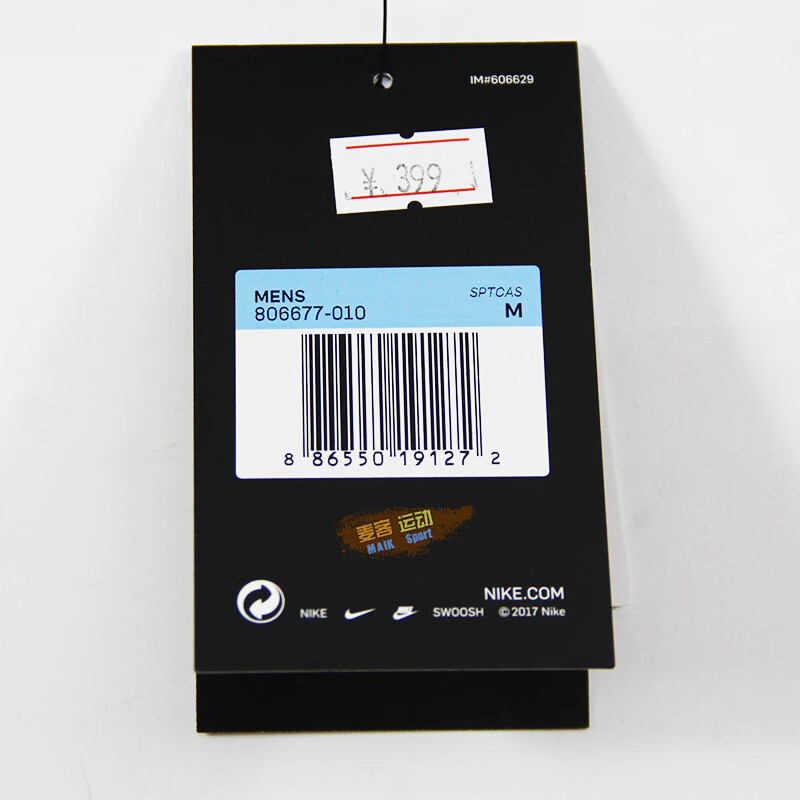 IM#606629
¥ 399
MENS
SPTCAS
806677-010
M
8 86550 19127 2
麦客 运动
MAIK Sport
NIKE.COM
NIKE SWOOSH © 2017 Nike